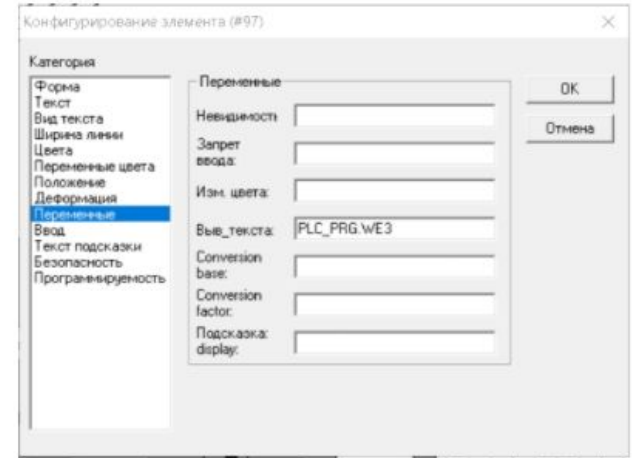 Конфигурирование элемента (#97)
Категория
Форма
Текст
Вид текста
Ширина линии
Цвета
Переменные цвета
Положение
Деформация
Переменные
Ввод
Текст подсказки
Безопасность
Программируемость
Переменные
Невидимость
Запрет
ввода:
Изм. цвета:
Выв_текста: PLC_PRG.WE3
Conversion
base:
Conversion
factor:
Подсказка:
display:
OK
Отмена